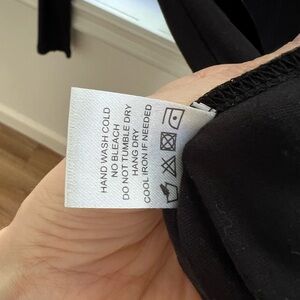 HAND WASH COLD
NO BLEACH
DO NOT TUMBLE DRY
HANG DRY
COOL IRON IF NEEDED